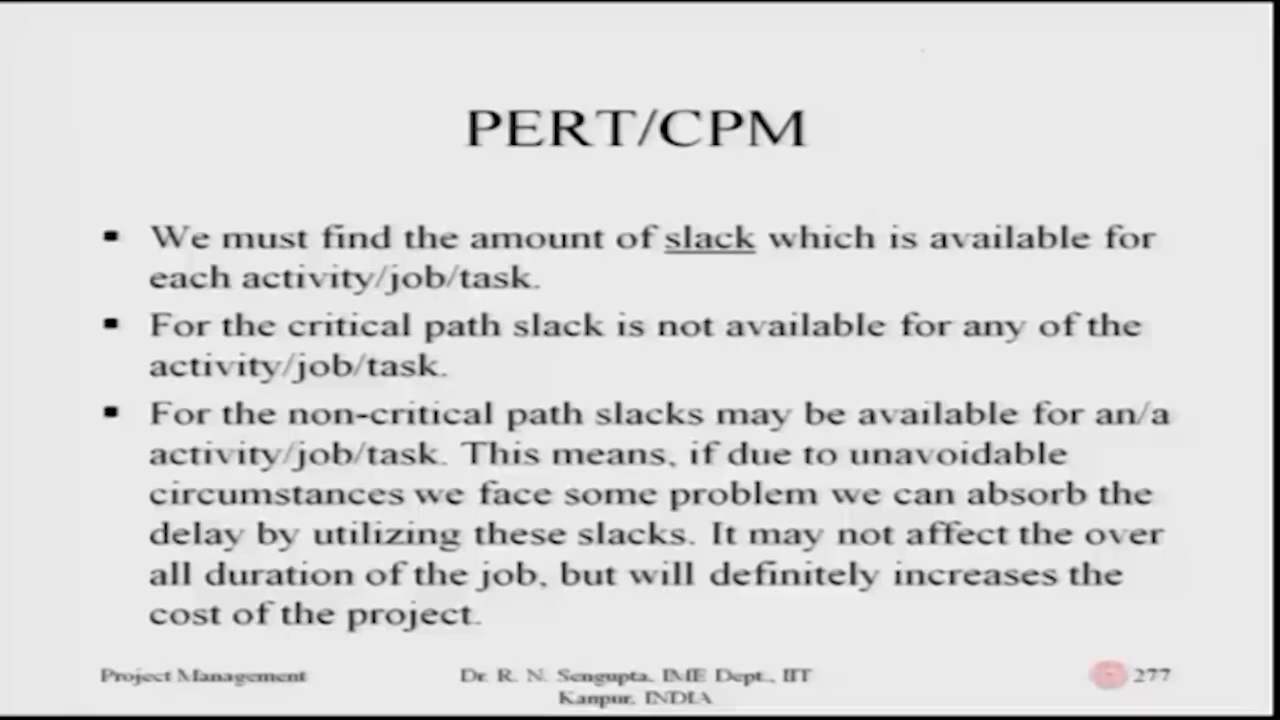 PERT/CPM
▪ We must find the amount of slack which is available for
each activity/job/task.
▪ For the critical path slack is not available for any of the
activity/job/task.
▪ For the non-critical path slacks may be available for an/a
activity/job/task. This means, if due to unavoidable
circumstances we face some problem we can absorb the
delay by utilizing these slacks. It may not affect the over
all duration of the job, but will definitely increases the
cost of the project.
Project Management
Dr. R. N. Sengupta, IME Dept., IIT
Kanpur, INDIA
277